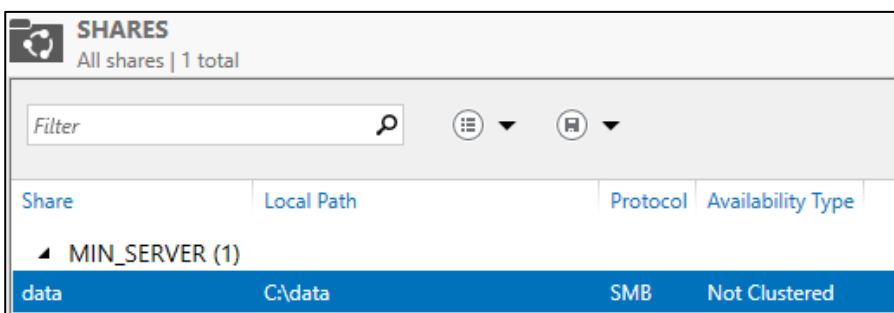 SHARES
All shares | 1 total
Filter
Share Local Path Protocol Availability Type
MIN_SERVER (1)
data C:\data SMB Not Clustered